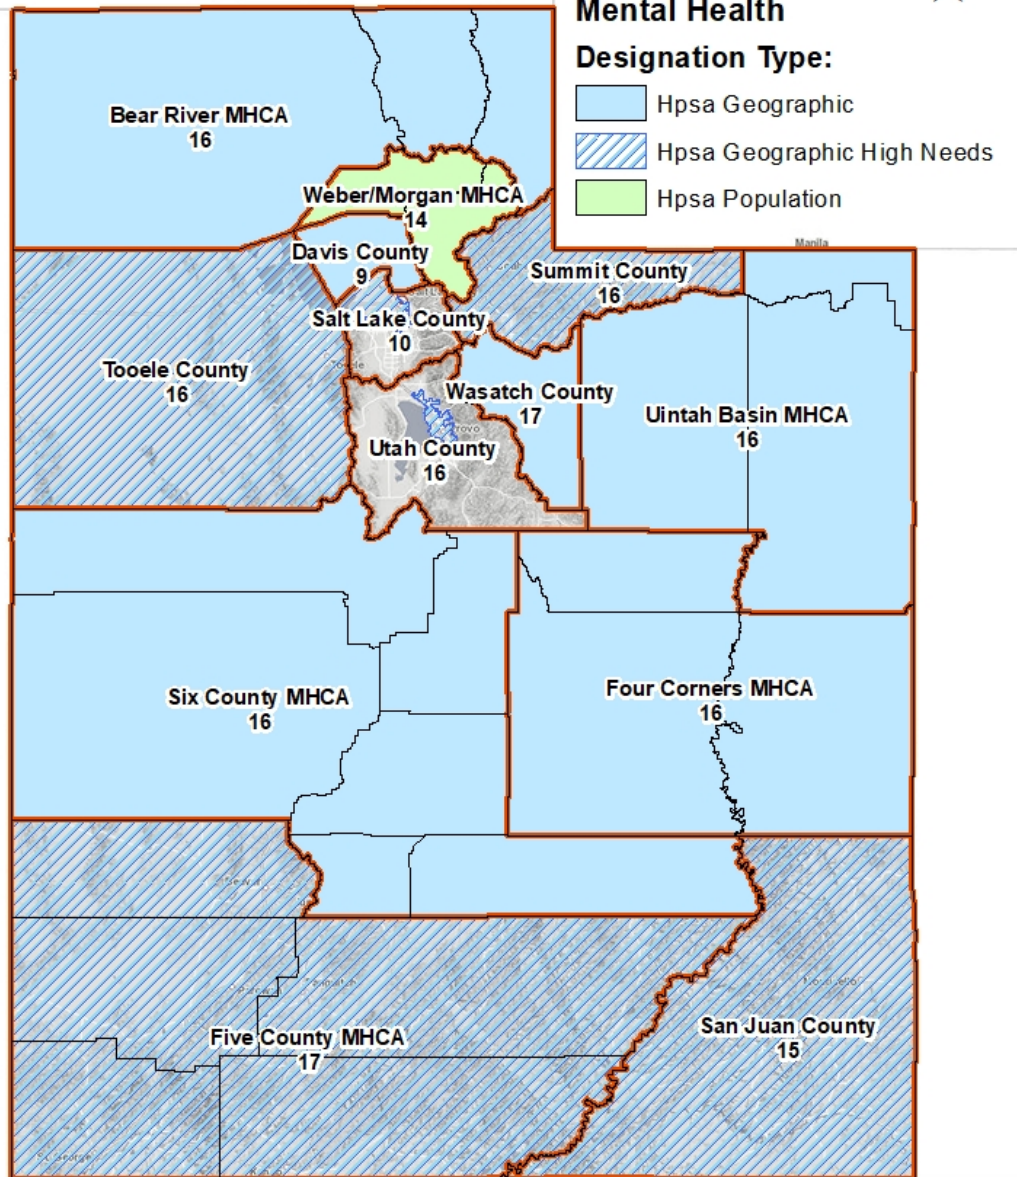 Mental Health
Designation Type:
Hpsa Geographic
Hpsa Geographic High Needs
Hpsa Population
Bear River MHCA
16
Weber/Morgan MHCA
14
Manila
Davis County
9
Summit County
16
Salt Lake County
10
Tooele County
16
Wasatch County
17
Uintah Basin MHCA
16
Utah County
16
Six County MHCA
16
Four Corners MHCA
16
Five County MHCA
17
San Juan County
15
St. George